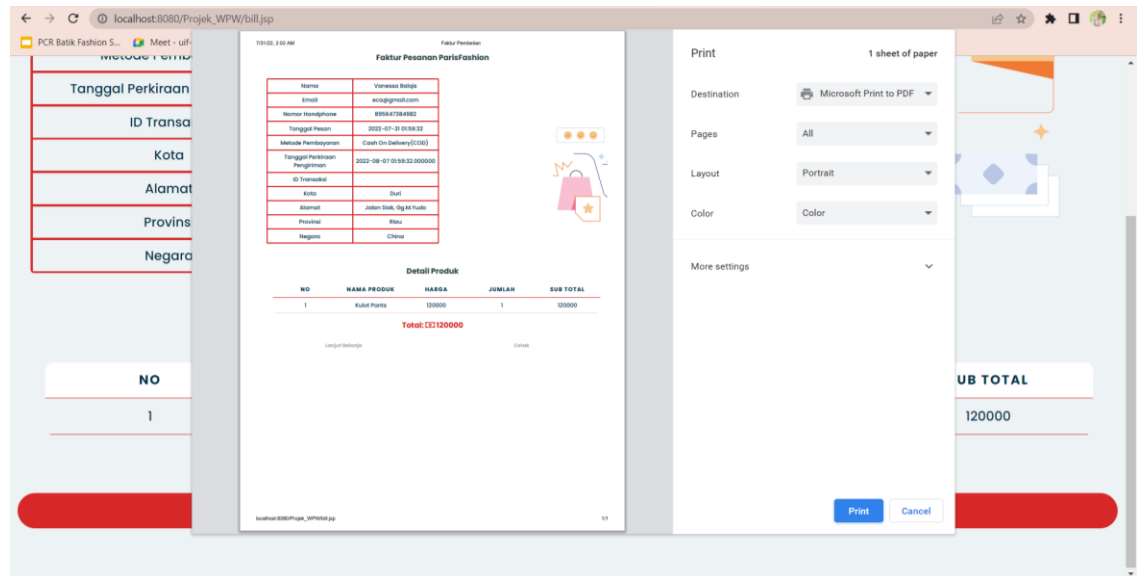 localhost:8080/Projek_WPW/bill.jsp
PCR Batik Fashion S... Meet - uif-
Metode Pemb
Tanggal Perkiraan
ID Transa
Kota
Alamat
Provins
Negara
NO
1
7/31/22, 2:02 AM Faktur Pembelian
Faktur Pesanan ParisFashion
Nama Vanessa Balqis
Email eca@gmail.com
Nomor Handphone 895647384982
Tanggal Pesan 2022-07-31 01:59:32
Metode Pembayaran Cash On Delivery(COD)
Tanggal Perkiraan
Pengiriman 2022-08-07 01:59:32.000000
ID Transaksi
Kota Duri
Alamat Jalan Siak, Gg.M.Yuda
Provinsi Riau
Negara China
Detail Produk
NO NAMA PRODUK HARGA JUMLAH SUB TOTAL
1 Kulot Pants 120000 1 120000
Total: 120000
Lanjut Belanja Cetak
localhost:8080/Projek_WPW/bill.jsp 1/1
Print 1 sheet of paper
Destination Microsoft Print to PDF
Pages All
Layout Portrait
Color Color
More settings
Print Cancel
UB TOTAL
120000